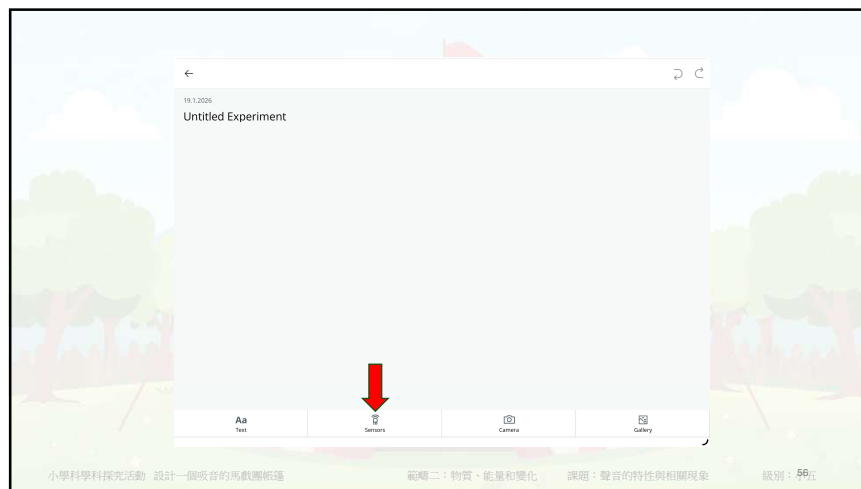 19.1.2026
Untitled Experiment
Aa
Text
Sensors
Camera
Gallery
小學科學科探究活動 設計一個吸音的馬戲團帳篷 範疇二：物質、能量和變化 課題：聲音的特性與相關現象 級別：小五
56